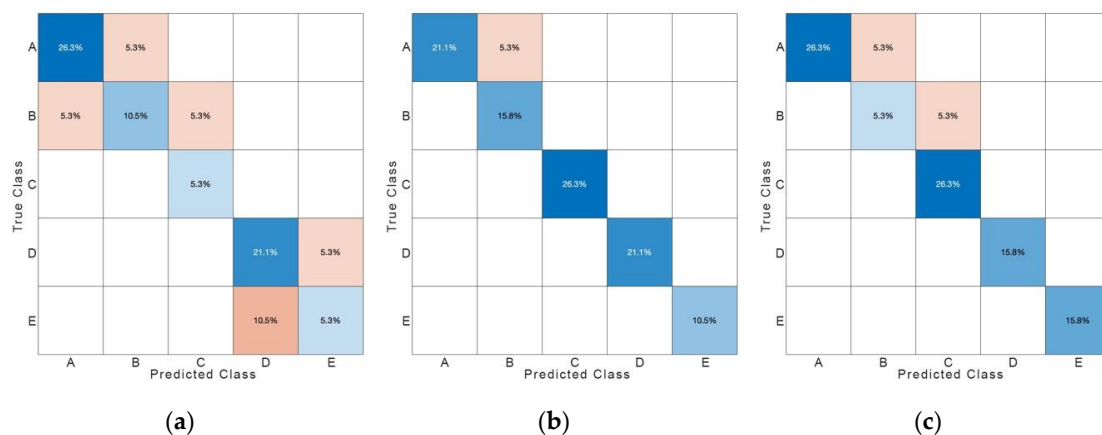 A 26.3% 5.3%
B 5.3% 10.5% 5.3%
C 5.3%
D 21.1% 5.3%
E 10.5% 5.3%
A B C D E
True Class
Predicted Class
(a)
A 21.1% 5.3%
B 15.8%
C 26.3%
D 21.1%
E 10.5%
A B C D E
True Class
Predicted Class
(b)
A 26.3% 5.3%
B 5.3% 5.3%
C 26.3%
D 15.8%
E 15.8%
A B C D E
True Class
Predicted Class
(c)